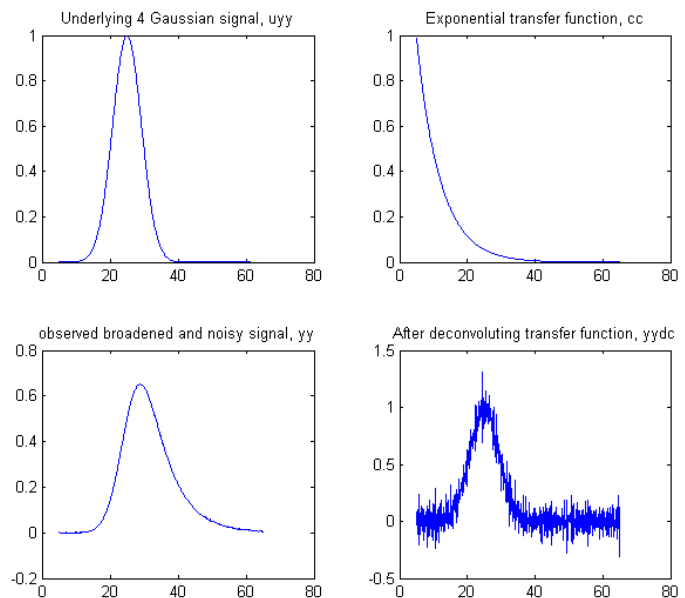 Underlying 4 Gaussian signal, uyy
1
0.8
0.6
0.4
0.2
0
0 20 40 60 80
Exponential transfer function, cc
1
0.8
0.6
0.4
0.2
0
0 20 40 60 80
observed broadened and noisy signal, yy
0.8
0.6
0.4
0.2
0
-0.2
0 20 40 60 80
After deconvoluting transfer function, yydc
1.5
1
0.5
0
-0.5
0 20 40 60 80